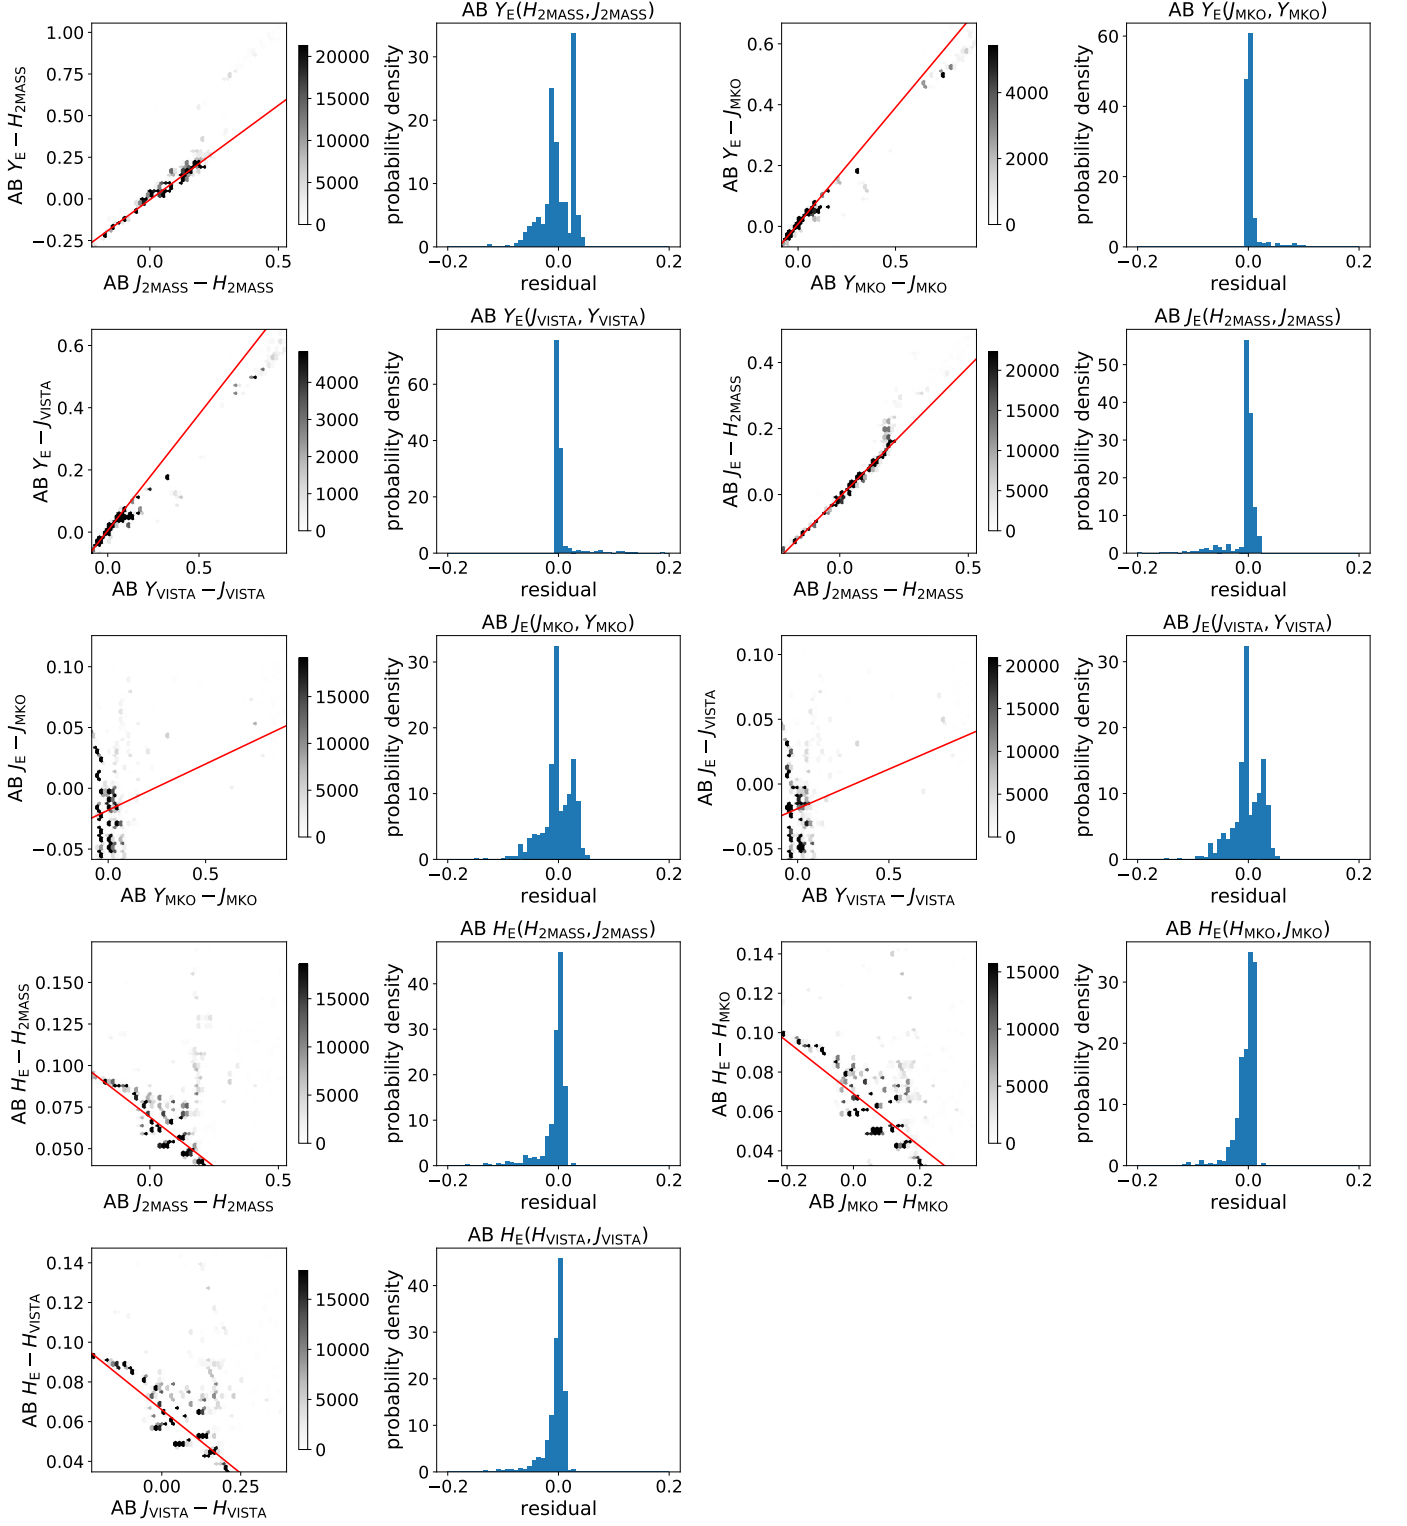 AB Y_E(H_2MASS, J_2MASS)
AB Y_E(J_MKO, Y_MKO)
1.00
0.75
0.50
0.25
0.00
−0.25
AB Y_E − H_2MASS
0.0 0.5
AB J_2MASS − H_2MASS
20000
15000
10000
5000
0
probability density
30
20
10
0
−0.2 0.0 0.2
residual
0.6
0.4
0.2
0.0
AB Y_E − J_MKO
0.0 0.5
AB Y_MKO − J_MKO
4000
2000
0
probability density
60
40
20
0
−0.2 0.0 0.2
residual
AB Y_E(J_VISTA, Y_VISTA)
AB J_E(H_2MASS, J_2MASS)
0.6
0.4
0.2
0.0
AB Y_E − J_VISTA
0.0 0.5
AB Y_VISTA − J_VISTA
4000
3000
2000
1000
0
probability density
60
40
20
0
−0.2 0.0 0.2
residual
0.4
0.2
0.0
AB J_E − H_2MASS
0.0 0.5
AB J_2MASS − H_2MASS
20000
15000
10000
5000
0
probability density
50
40
30
20
10
0
−0.2 0.0 0.2
residual
AB J_E(J_MKO, Y_MKO)
AB J_E(J_VISTA, Y_VISTA)
0.10
0.05
0.00
−0.05
AB J_E − J_MKO
0.0 0.5
AB Y_MKO − J_MKO
15000
10000
5000
0
probability density
30
20
10
0
−0.2 0.0 0.2
residual
0.10
0.05
0.00
−0.05
AB J_E − J_VISTA
0.0 0.5
AB Y_VISTA − J_VISTA
20000
15000
10000
5000
0
probability density
30
20
10
0
−0.2 0.0 0.2
residual
AB H_E(H_2MASS, J_2MASS)
AB H_E(H_MKO, J_MKO)
0.150
0.125
0.100
0.075
0.050
AB H_E − H_2MASS
0.0 0.5
AB J_2MASS − H_2MASS
15000
10000
5000
0
probability density
40
30
20
10
0
−0.2 0.0 0.2
residual
0.14
0.12
0.10
0.08
0.06
0.04
AB H_E − H_MKO
−0.2 0.0 0.2
AB J_MKO − H_MKO
15000
10000
5000
0
probability density
30
20
10
0
−0.2 0.0 0.2
residual
AB H_E(H_VISTA, J_VISTA)
0.14
0.12
0.10
0.08
0.06
0.04
AB H_E − H_VISTA
0.00 0.25
AB J_VISTA − H_VISTA
15000
10000
5000
0
probability density
40
30
20
10
0
−0.2 0.0 0.2
residual